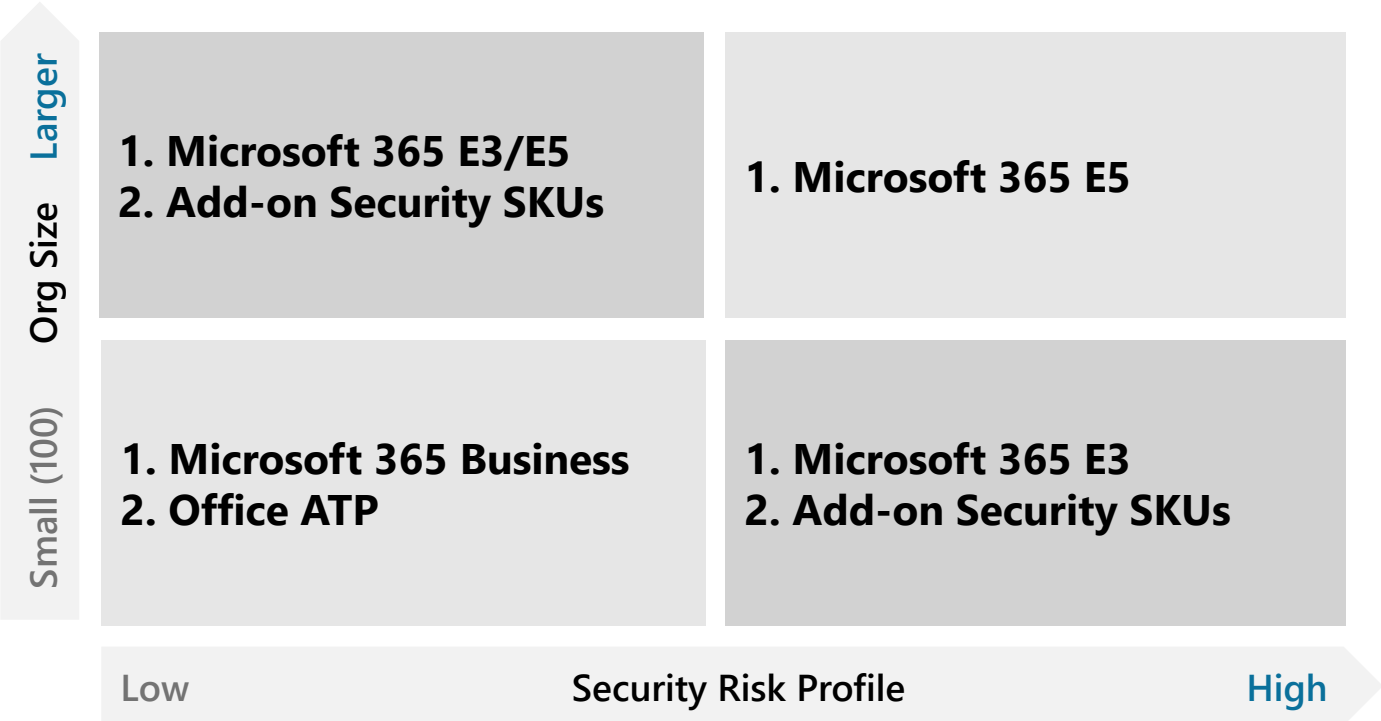 Larger
Org Size
Small (100)
1. Microsoft 365 E3/E5
2. Add-on Security SKUs
1. Microsoft 365 E5
1. Microsoft 365 Business
2. Office ATP
1. Microsoft 365 E3
2. Add-on Security SKUs
Low
Security Risk Profile
High